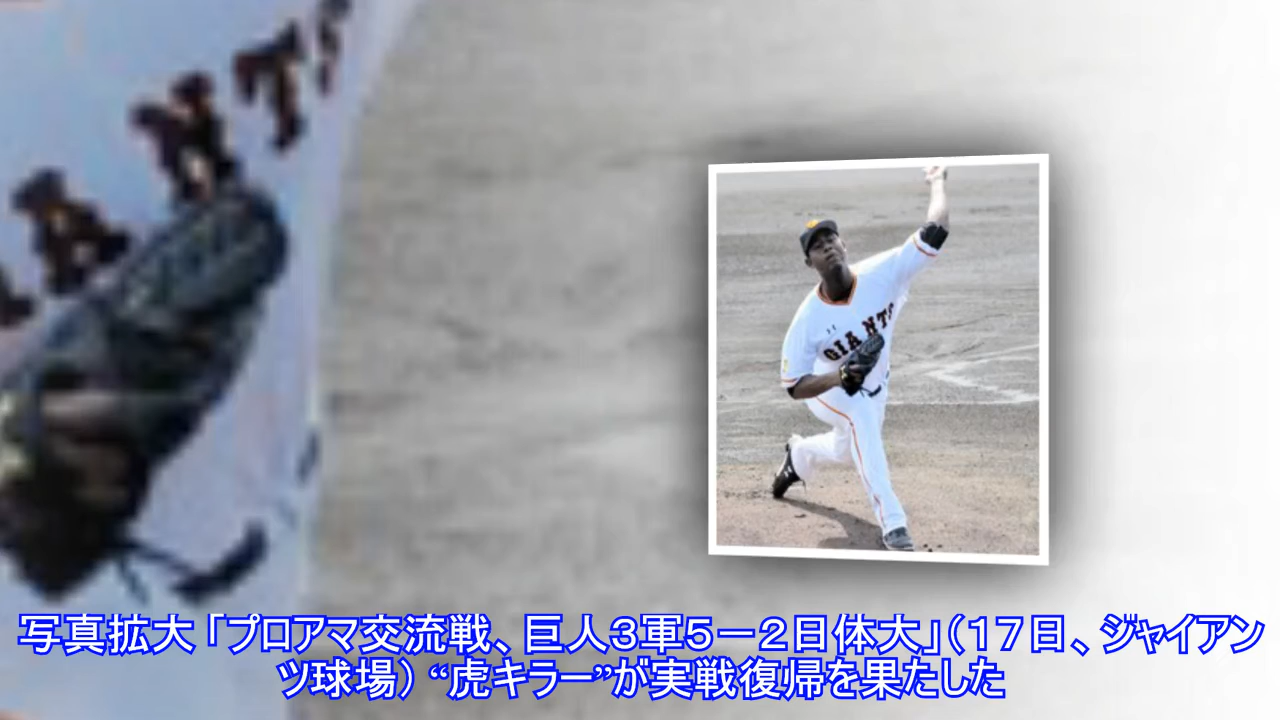 写真拡大 「プロアマ交流戦、巨人３軍５－２日体大」（１７日、ジャイアン
ツ球場） “虎キラー”が実戦復帰を果たした
GIANTS